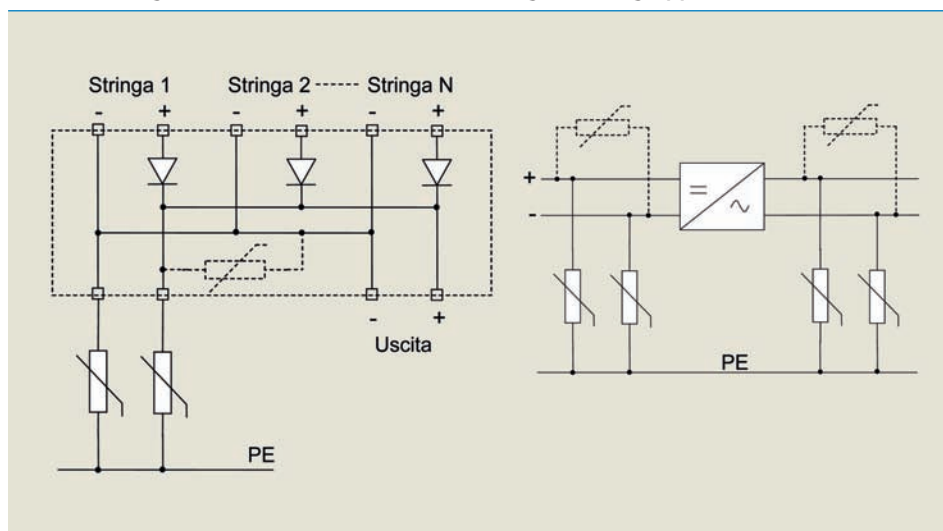 Stringa 1 Stringa 2 ------ Stringa N
- + - + - +
+
-
- +
Uscita
PE
PE